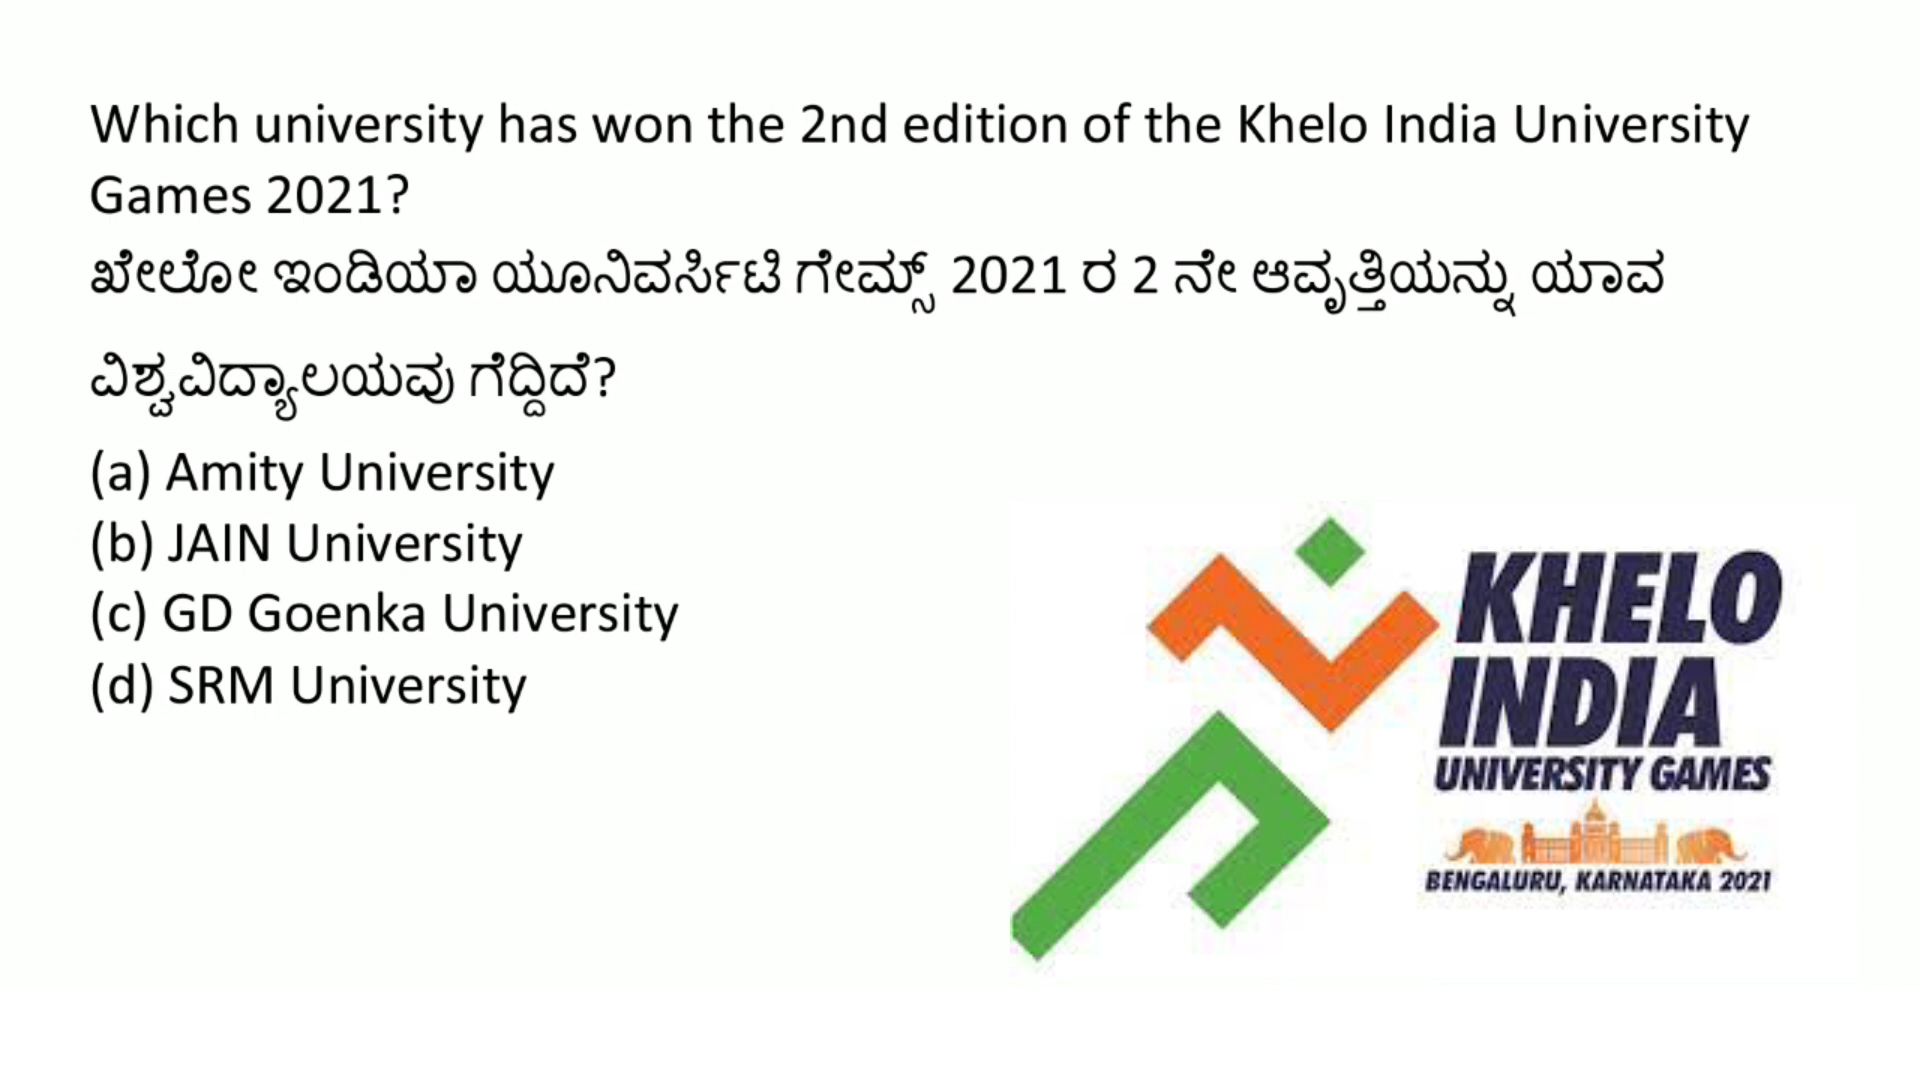 Which university has won the 2nd edition of the Khelo India University
Games 2021?
ಖೇಲೋ ಇಂಡಿಯಾ ಯೂನಿವರ್ಸಿಟಿ ಗೇಮ್ಸ್ 2021 ರ 2 ನೇ ಆವೃತ್ತಿಯನ್ನು ಯಾವ
ವಿಶ್ವವಿದ್ಯಾಲಯವು ಗೆದ್ದಿದೆ?
(a) Amity University
(b) JAIN University
(c) GD Goenka University
(d) SRM University
KHELO
INDIA
UNIVERSITY GAMES
BENGALURU, KARNATAKA 2021